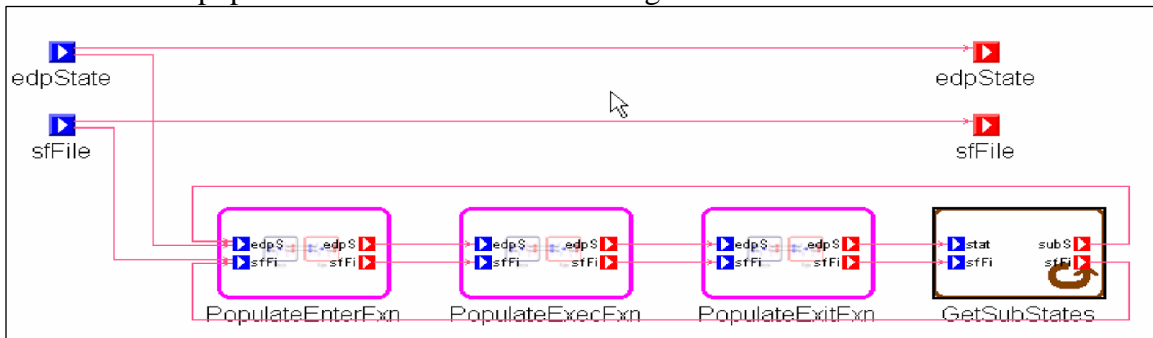 edpState
edpState
sfFile
sfFile
edpS edpS
sfFi sfFi
PopulateEnterFxn
edpS edpS
sfFi sfFi
PopulateExecFxn
edpS edpS
sfFi sfFi
PopulateExitFxn
stat subS
sfFi sfFi
GetSubStates